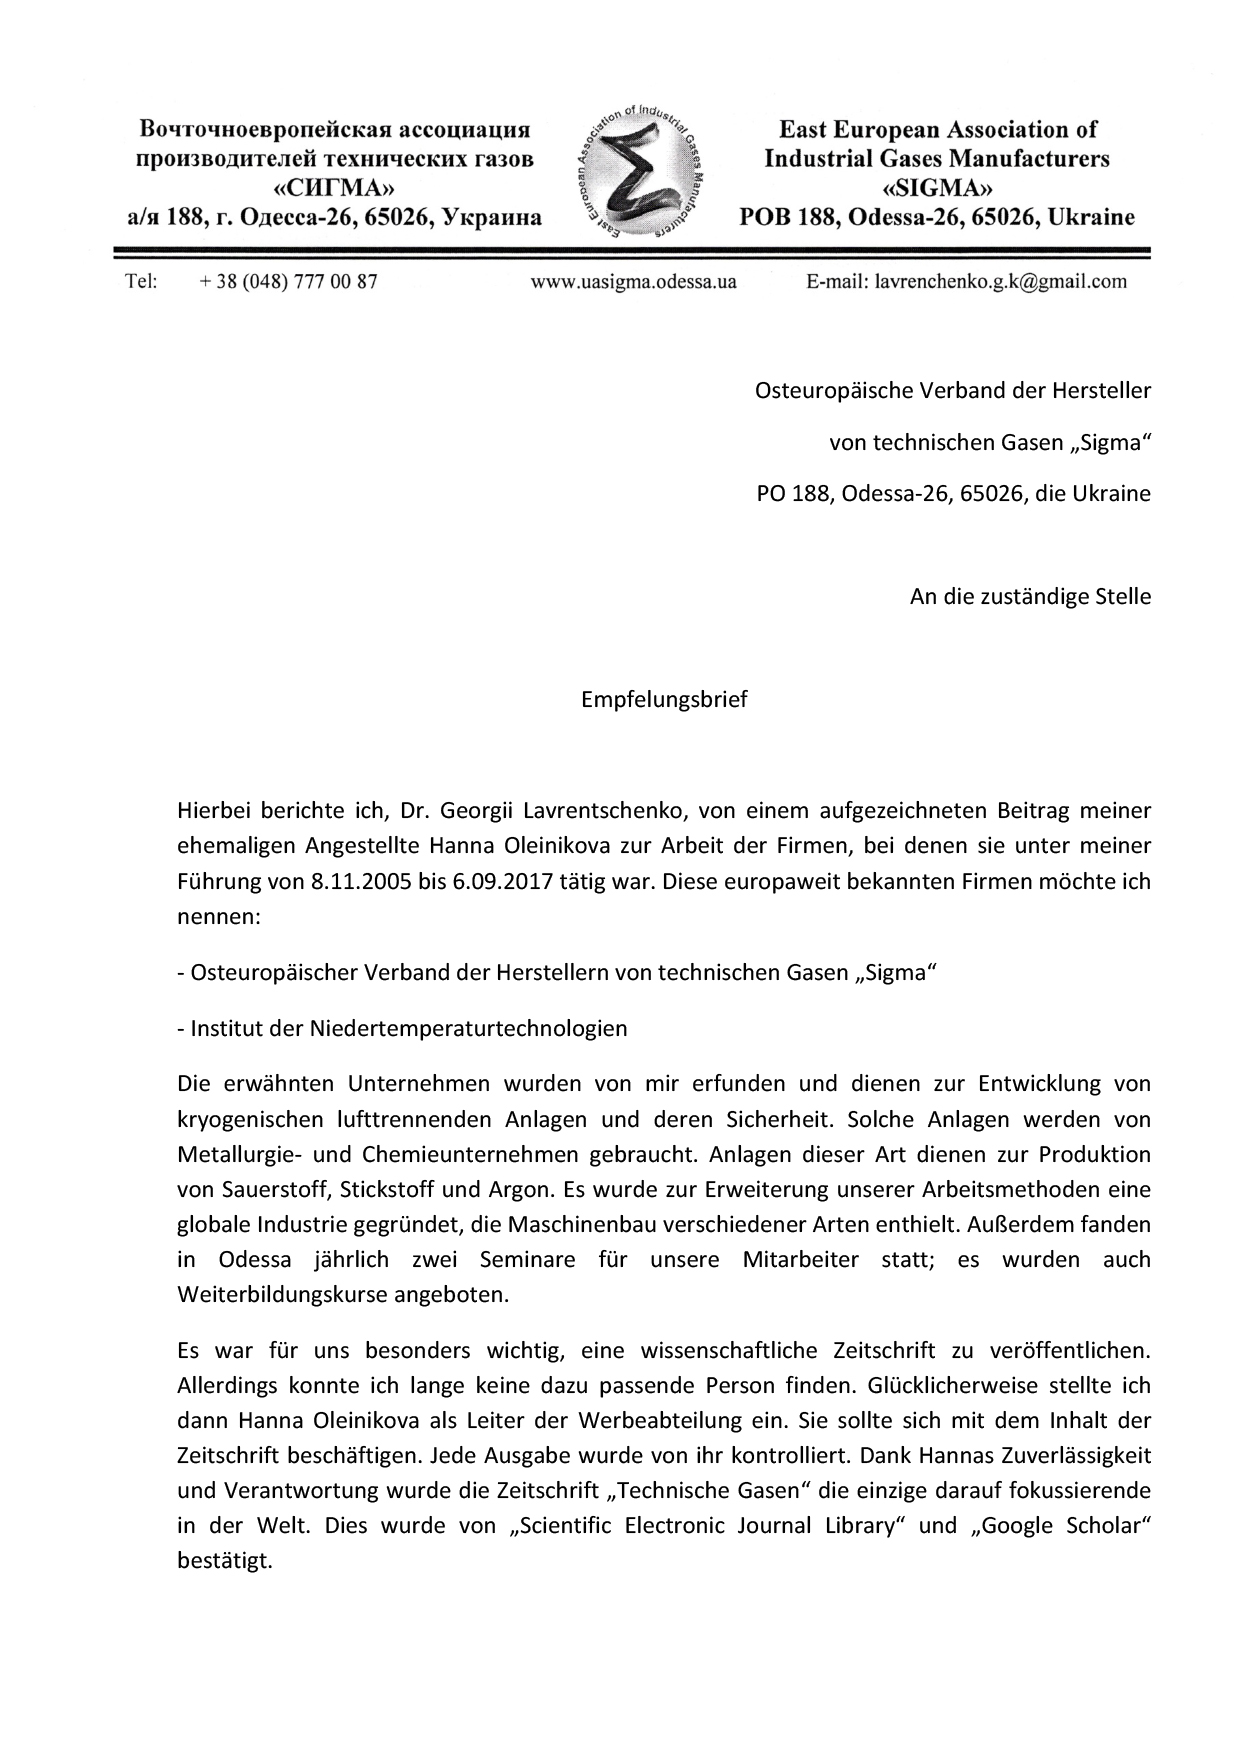 Вочточноевропейская ассоциация
производителей технических газов
«СИГМА»
а/я 188, г. Одесса-26, 65026, Украина
East European Association of Industrial Gases Manufacturers
East European Association of
Industrial Gases Manufacturers
«SIGMA»
POB 188, Odessa-26, 65026, Ukraine
Tel: + 38 (048) 777 00 87 www.uasigma.odessa.ua E-mail: lavrenchenko.g.k@gmail.com
Osteuropäische Verband der Hersteller
von technischen Gasen „Sigma“
PO 188, Odessa-26, 65026, die Ukraine
An die zuständige Stelle
Empfelungsbrief
Hierbei berichte ich, Dr. Georgii Lavrentschenko, von einem aufgezeichneten Beitrag meiner
ehemaligen Angestellte Hanna Oleinikova zur Arbeit der Firmen, bei denen sie unter meiner
Führung von 8.11.2005 bis 6.09.2017 tätig war. Diese europaweit bekannten Firmen möchte ich
nennen:
- Osteuropäischer Verband der Herstellern von technischen Gasen „Sigma“
- Institut der Niedertemperaturtechnologien
Die erwähnten Unternehmen wurden von mir erfunden und dienen zur Entwicklung von
kryogenischen lufttrennenden Anlagen und deren Sicherheit. Solche Anlagen werden von
Metallurgie- und Chemieunternehmen gebraucht. Anlagen dieser Art dienen zur Produktion
von Sauerstoff, Stickstoff und Argon. Es wurde zur Erweiterung unserer Arbeitsmethoden eine
globale Industrie gegründet, die Maschinenbau verschiedener Arten enthielt. Außerdem fanden
in Odessa jährlich zwei Seminare für unsere Mitarbeiter statt; es wurden auch
Weiterbildungskurse angeboten.
Es war für uns besonders wichtig, eine wissenschaftliche Zeitschrift zu veröffentlichen.
Allerdings konnte ich lange keine dazu passende Person finden. Glücklicherweise stellte ich
dann Hanna Oleinikova als Leiter der Werbeabteilung ein. Sie sollte sich mit dem Inhalt der
Zeitschrift beschäftigen. Jede Ausgabe wurde von ihr kontrolliert. Dank Hannas Zuverlässigkeit
und Verantwortung wurde die Zeitschrift „Technische Gasen“ die einzige darauf fokussierende
in der Welt. Dies wurde von „Scientific Electronic Journal Library“ und „Google Scholar“
bestätigt.